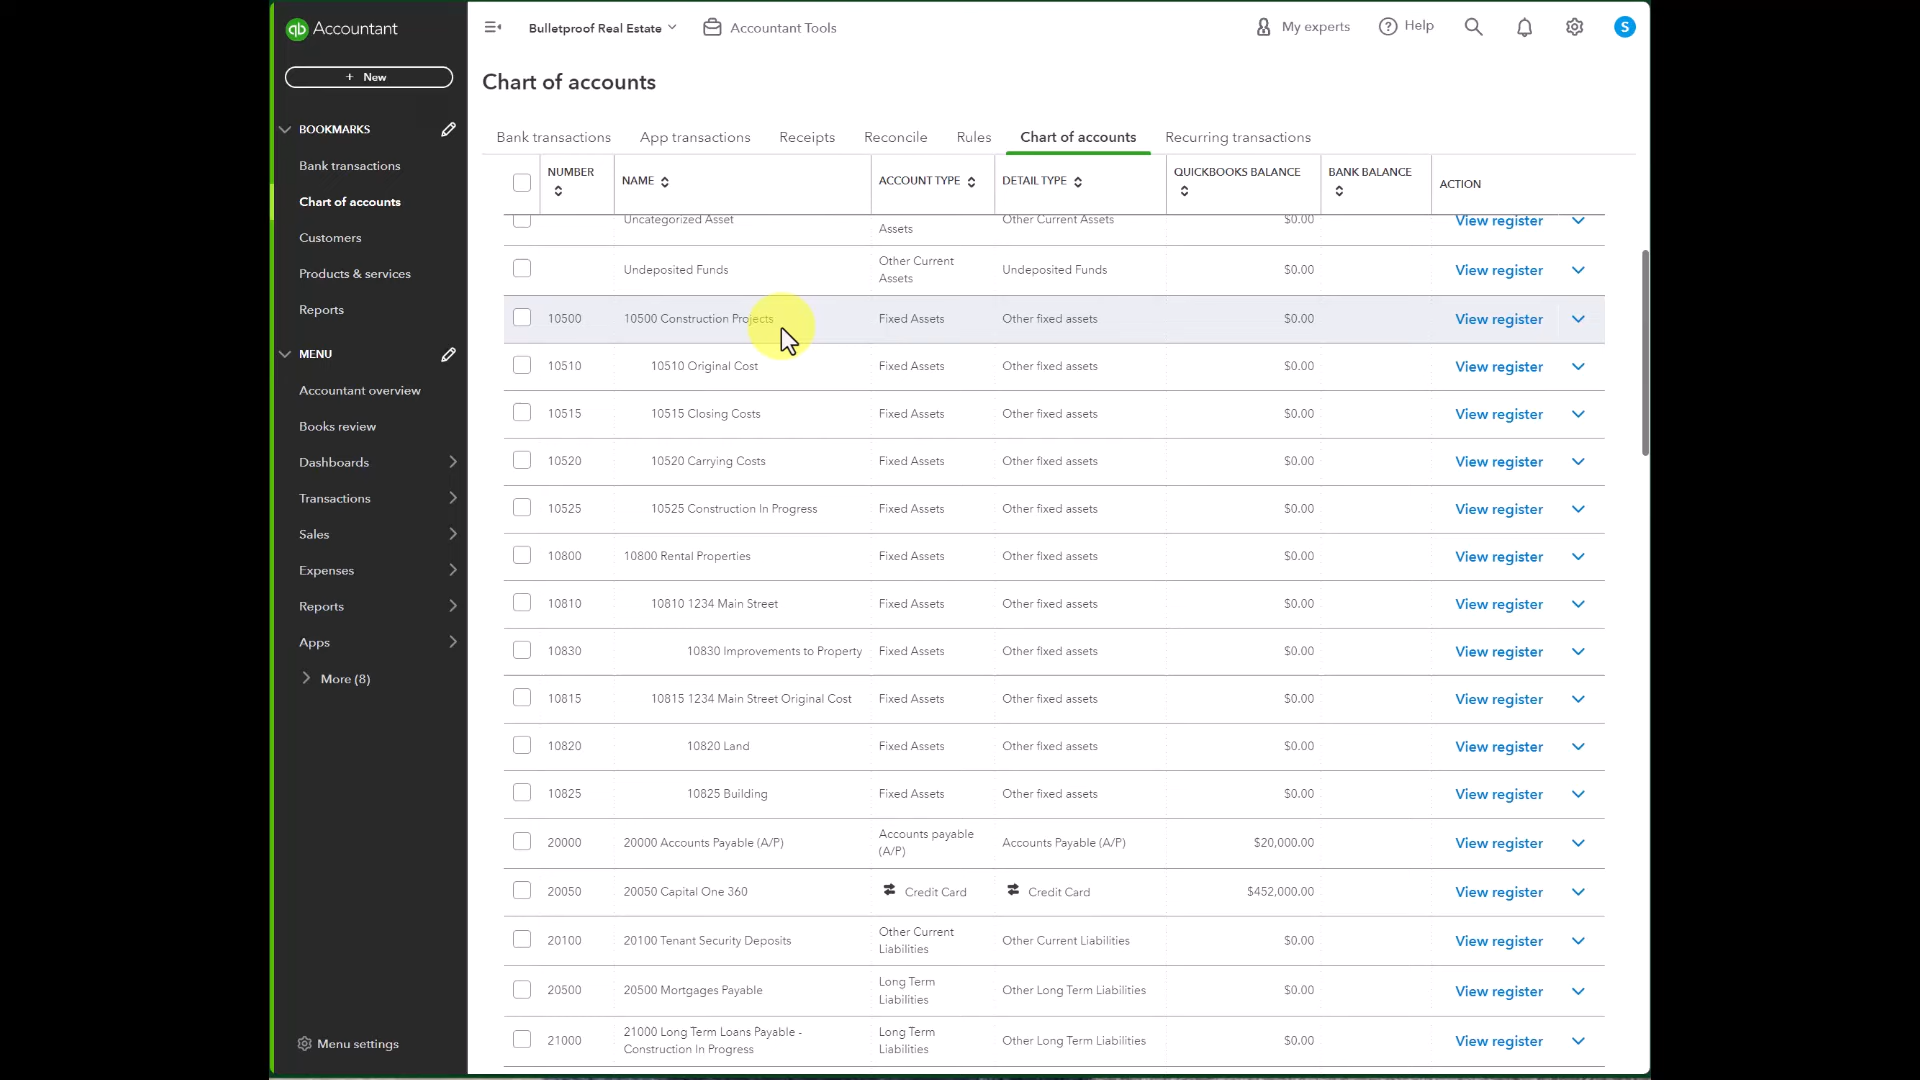 qb Accountant
+ New
BOOKMARKS
Bank transactions
Chart of accounts
Customers
Products & services
Reports
MENU
Accountant overview
Books review
Dashboards
Transactions
Sales
Expenses
Reports
Apps
More (8)
Menu settings
Bulletproof Real Estate
Accountant Tools
My experts
? Help
S
Chart of accounts
Bank transactions App transactions Receipts Reconcile Rules Chart of accounts Recurring transactions
NUMBER NAME ACCOUNT TYPE DETAIL TYPE QUICKBOOKS BALANCE BANK BALANCE ACTION
Uncategorized Asset Assets Other Current Assets $0.00 View register
Undeposited Funds Other Current Assets Undeposited Funds $0.00 View register
10500 10500 Construction Projects Fixed Assets Other fixed assets $0.00 View register
10510 10510 Original Cost Fixed Assets Other fixed assets $0.00 View register
10515 10515 Closing Costs Fixed Assets Other fixed assets $0.00 View register
10520 10520 Carrying Costs Fixed Assets Other fixed assets $0.00 View register
10525 10525 Construction In Progress Fixed Assets Other fixed assets $0.00 View register
10800 10800 Rental Properties Fixed Assets Other fixed assets $0.00 View register
10810 10810 1234 Main Street Fixed Assets Other fixed assets $0.00 View register
10830 10830 Improvements to Property Fixed Assets Other fixed assets $0.00 View register
10815 10815 1234 Main Street Original Cost Fixed Assets Other fixed assets $0.00 View register
10820 10820 Land Fixed Assets Other fixed assets $0.00 View register
10825 10825 Building Fixed Assets Other fixed assets $0.00 View register
20000 20000 Accounts Payable (A/P) Accounts payable (A/P) Accounts Payable (A/P) $20,000.00 View register
20050 20050 Capital One 360 Credit Card Credit Card $452,000.00 View register
20100 20100 Tenant Security Deposits Other Current Liabilities Other Current Liabilities $0.00 View register
20500 20500 Mortgages Payable Long Term Liabilities Other Long Term Liabilities $0.00 View register
21000 21000 Long Term Loans Payable - Construction In Progress Long Term Liabilities Other Long Term Liabilities $0.00 View register